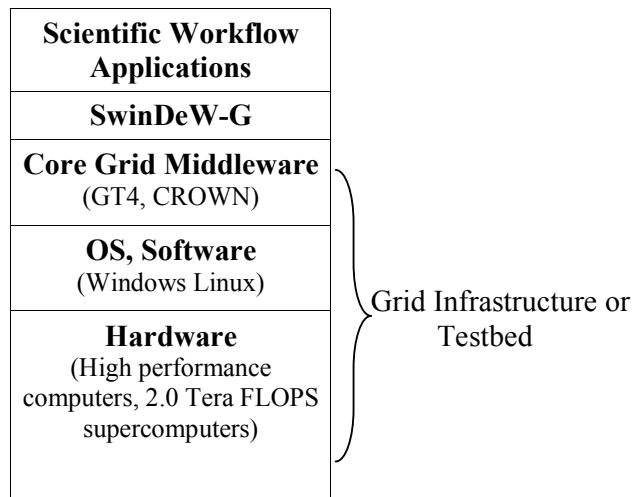 Scientific Workflow
Applications
SwinDeW-G
Core Grid Middleware
(GT4, CROWN)
OS, Software
(Windows Linux)
Hardware
(High performance
computers, 2.0 Tera FLOPS
supercomputers)
Grid Infrastructure or
Testbed